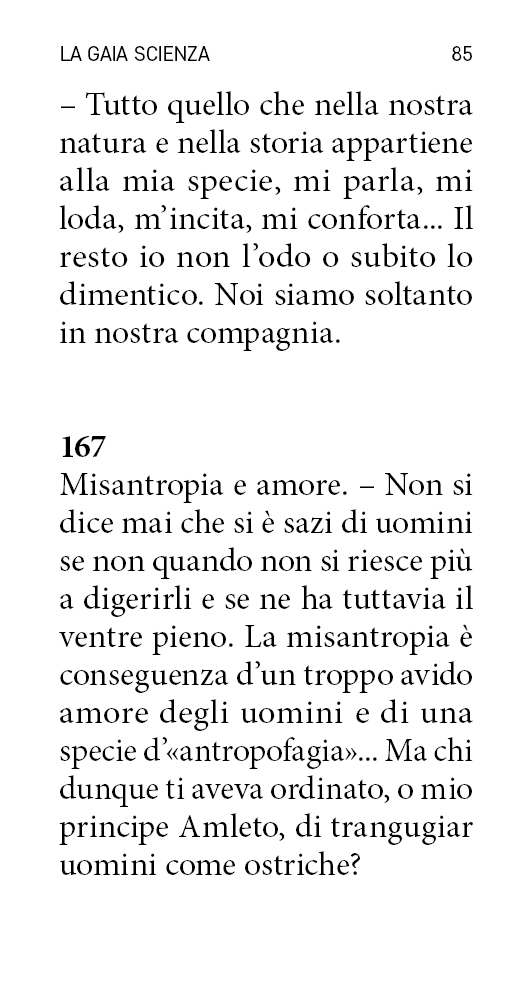 LA GAIA SCIENZA 85
– Tutto quello che nella nostra
natura e nella storia appartiene
alla mia specie, mi parla, mi
loda, m’incita, mi conforta... Il
resto io non l’odo o subito lo
dimentico. Noi siamo soltanto
in nostra compagnia.
167
Misantropia e amore. – Non si
dice mai che si è sazi di uomini
se non quando non si riesce più
a digerirli e se ne ha tuttavia il
ventre pieno. La misantropia è
conseguenza d’un troppo avido
amore degli uomini e di una
specie d’«antropofagia»... Ma chi
dunque ti aveva ordinato, o mio
principe Amleto, di trangugiar
uomini come ostriche?